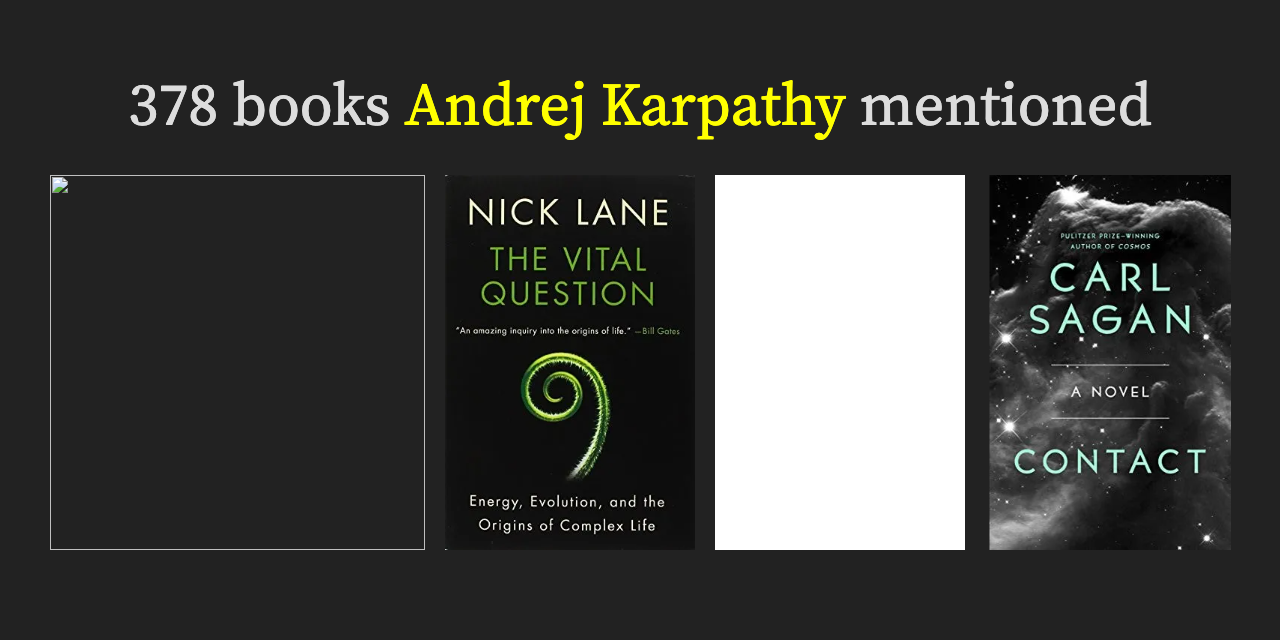 378 books Andrej Karpathy mentioned
NICK LANE
THE VITAL
QUESTION
“An amazing inquiry into the origins of life.” —Bill Gates
Energy, Evolution, and the
Origins of Complex Life
PULITZER PRIZE–WINNING
AUTHOR OF COSMOS
CARL
SAGAN
A NOVEL
CONTACT